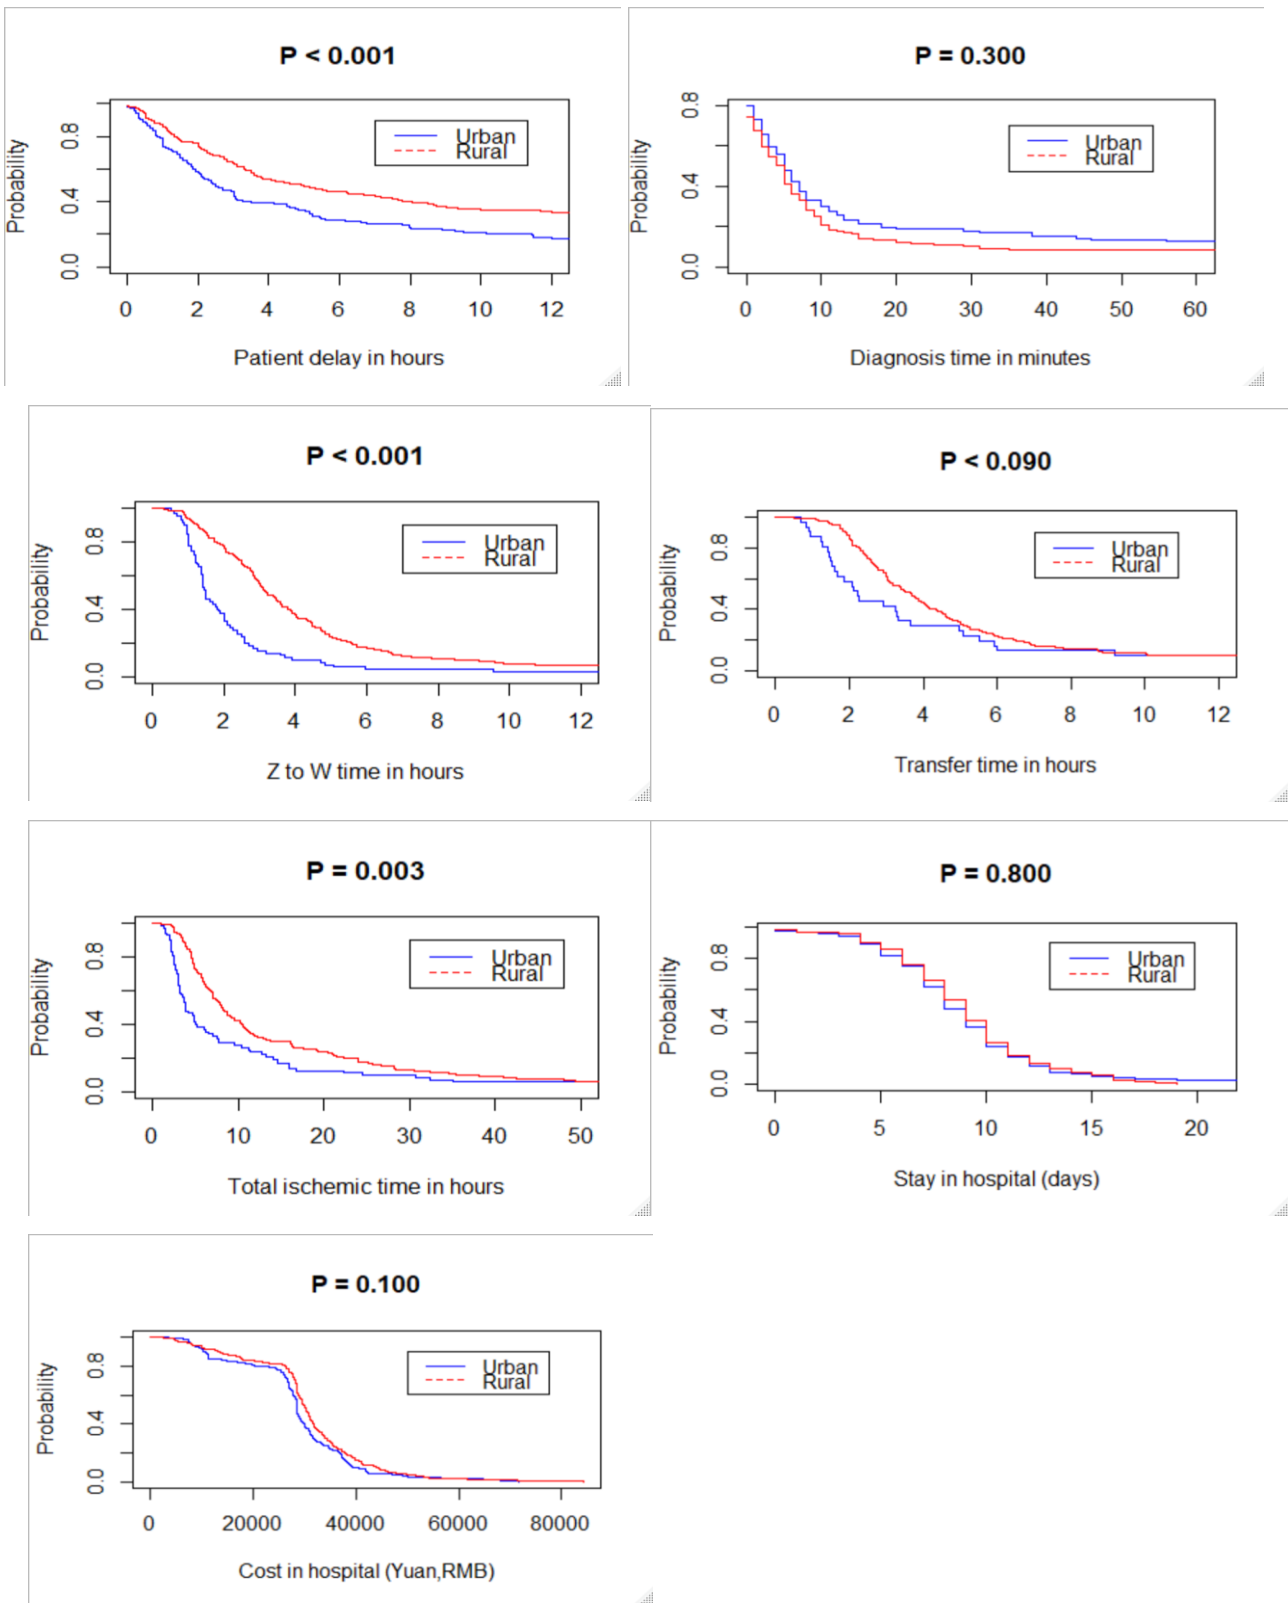 P < 0.001
Probability
0.0 0.4 0.8
Urban
Rural
0 2 4 6 8 10 12
Patient delay in hours
P = 0.300
Probability
0.0 0.4 0.8
Urban
Rural
0 10 20 30 40 50 60
Diagnosis time in minutes
P < 0.001
Probability
0.0 0.4 0.8
Urban
Rural
0 2 4 6 8 10 12
Z to W time in hours
P < 0.090
Probability
0.0 0.4 0.8
Urban
Rural
0 2 4 6 8 10 12
Transfer time in hours
P = 0.003
Probability
0.0 0.4 0.8
Urban
Rural
0 10 20 30 40 50
Total ischemic time in hours
P = 0.800
Probability
0.0 0.4 0.8
Urban
Rural
0 5 10 15 20
Stay in hospital (days)
P = 0.100
Probability
0.0 0.4 0.8
Urban
Rural
0 20000 40000 60000 80000
Cost in hospital (Yuan,RMB)